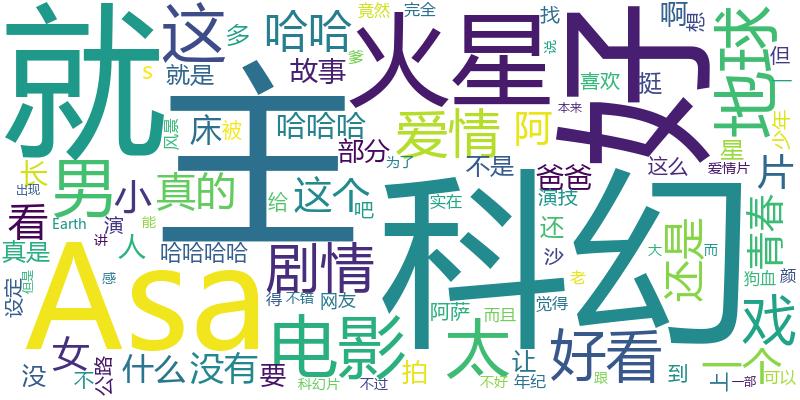 就
这
多
哈哈
竟然
完全
火星
找
说
好
啊
想
地球
但
一
s
就是
故事
爹
主
喜欢
挺
风景
床
被
哈哈哈
爱情
阿
本来
星
少年
长
男
真的
部分
不是
为了
这么
爱情片
片
出现
小
给
这个
吧
爸爸
演技
实在
看
Earth
讲
演
能
科幻
还
还是
青春
真是
人
哈哈哈哈
剧情
沙
大
而
设定
但是
感
Asa
老
狗血
颜
得
不错
网友
阿萨
而且
觉得
戏
电影
太
好看
女
没
不
公路
什么
没有
要
拍
科幻片
不过
不好
让
年纪
跟
到
上
一个
一部
可以